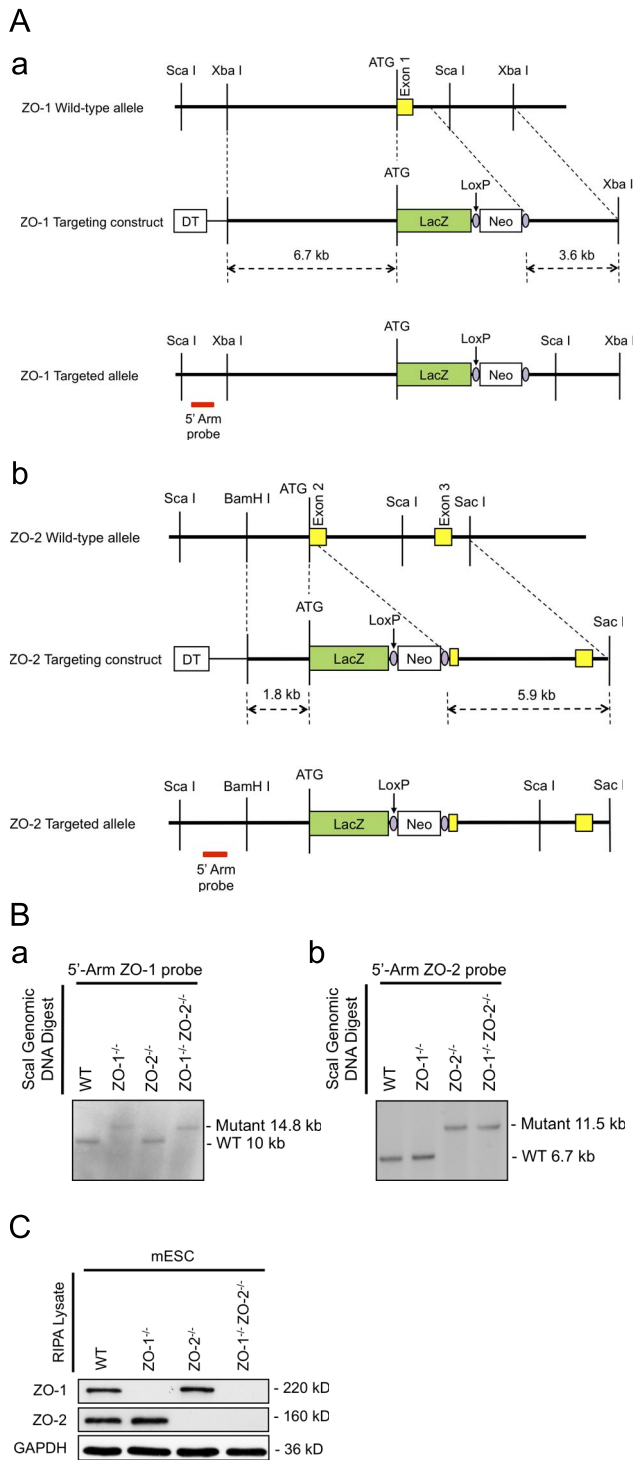 A
a
Sca I Xba I ATG Exon 1 Sca I Xba I
ZO-1 Wild-type allele
ATG LoxP Xba I
ZO-1 Targeting construct DT LacZ Neo
6.7 kb 3.6 kb
Sca I Xba I ATG LoxP Sca I Xba I
ZO-1 Targeted allele LacZ Neo
5’ Arm
probe
b
Sca I BamH I ATG Exon 2 Sca I Exon 3 Sac I
ZO-2 Wild-type allele
ATG LoxP Sac I
ZO-2 Targeting construct DT LacZ Neo
1.8 kb 5.9 kb
Sca I BamH I ATG LoxP Sca I Sac I
ZO-2 Targeted allele LacZ Neo
5’ Arm
probe
B
a
5’-Arm ZO-1 probe
ScaI Genomic
DNA Digest
WT ZO-1-/- ZO-2-/- ZO-1-/- ZO-2-/-
- Mutant 14.8 kb
- WT 10 kb
b
5’-Arm ZO-2 probe
ScaI Genomic
DNA Digest
WT ZO-1-/- ZO-2-/- ZO-1-/- ZO-2-/-
- Mutant 11.5 kb
- WT 6.7 kb
C
mESC
RIPA Lysate
WT ZO-1-/- ZO-2-/- ZO-1-/- ZO-2-/-
ZO-1 - 220 kD
ZO-2 - 160 kD
GAPDH - 36 kD